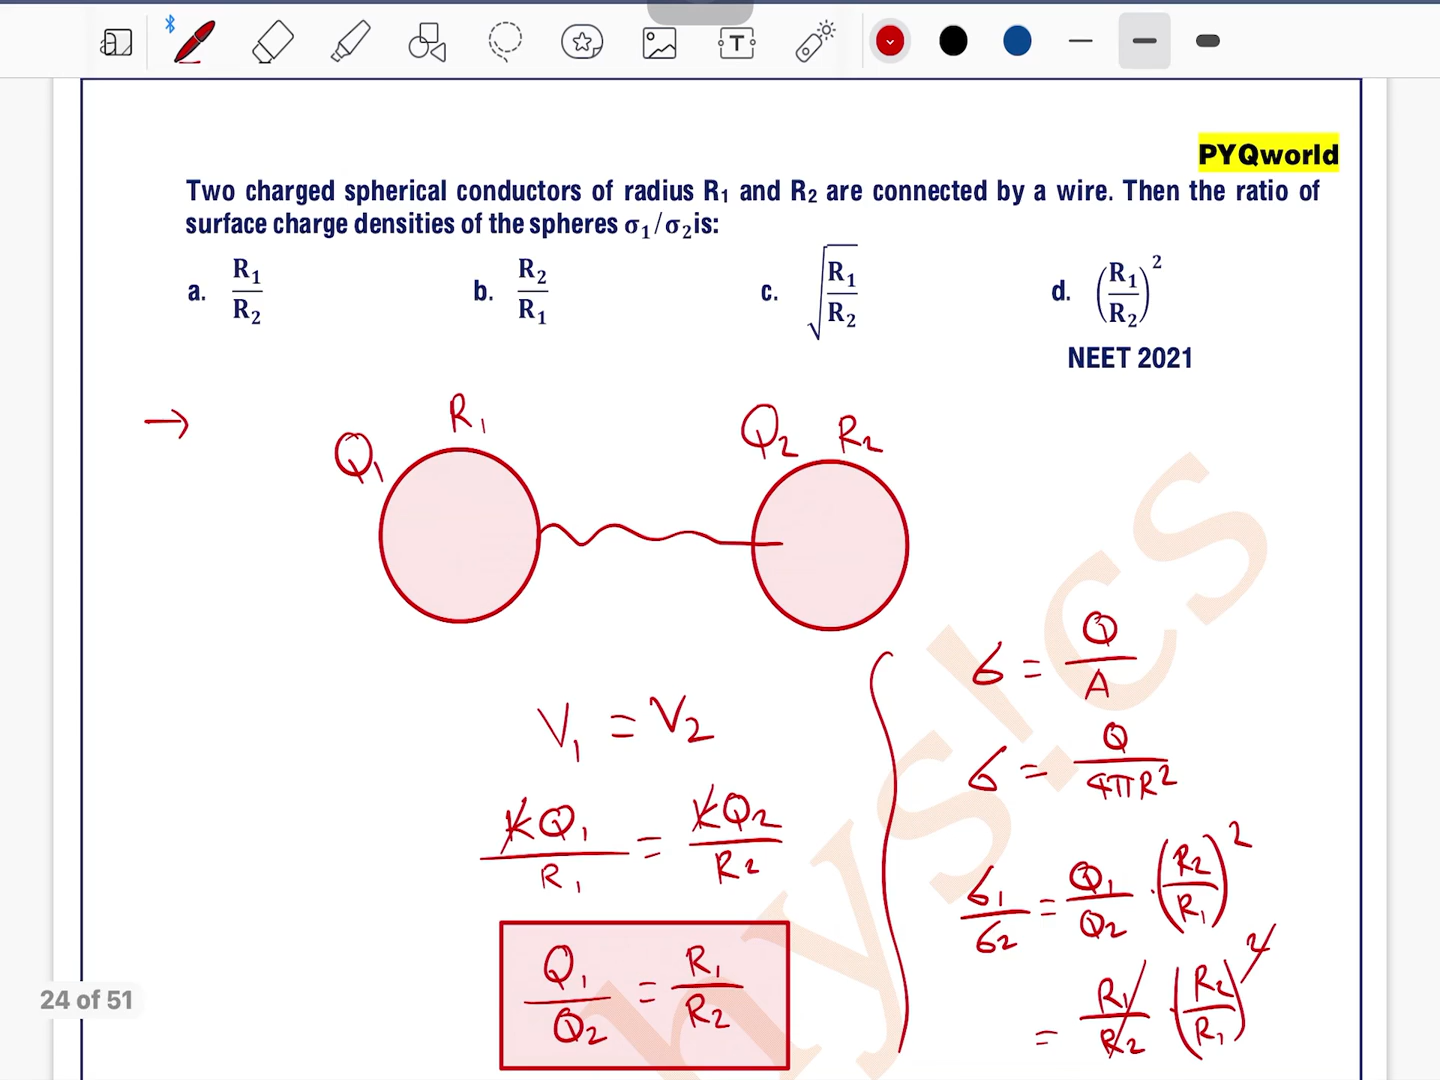 PYQworld
Two charged spherical conductors of radius R₁ and R₂ are connected by a wire. Then the ratio of
surface charge densities of the spheres σ₁/σ₂is:
a. R₁/R₂ b. R₂/R₁ c. √(R₁/R₂) d. (R₁/R₂)²
NEET 2021
→
Q₁ R₁
Q₂ R₂
V₁ = V₂
KQ₁/R₁ = KQ₂/R₂
Q₁/Q₂ = R₁/R₂
σ = Q/A
σ = Q/4πR²
σ₁/σ₂ = Q₁/Q₂ · (R₂/R₁)²
= R₁/R₂ · (R₂/R₁)²
24 of 51
hys!cs